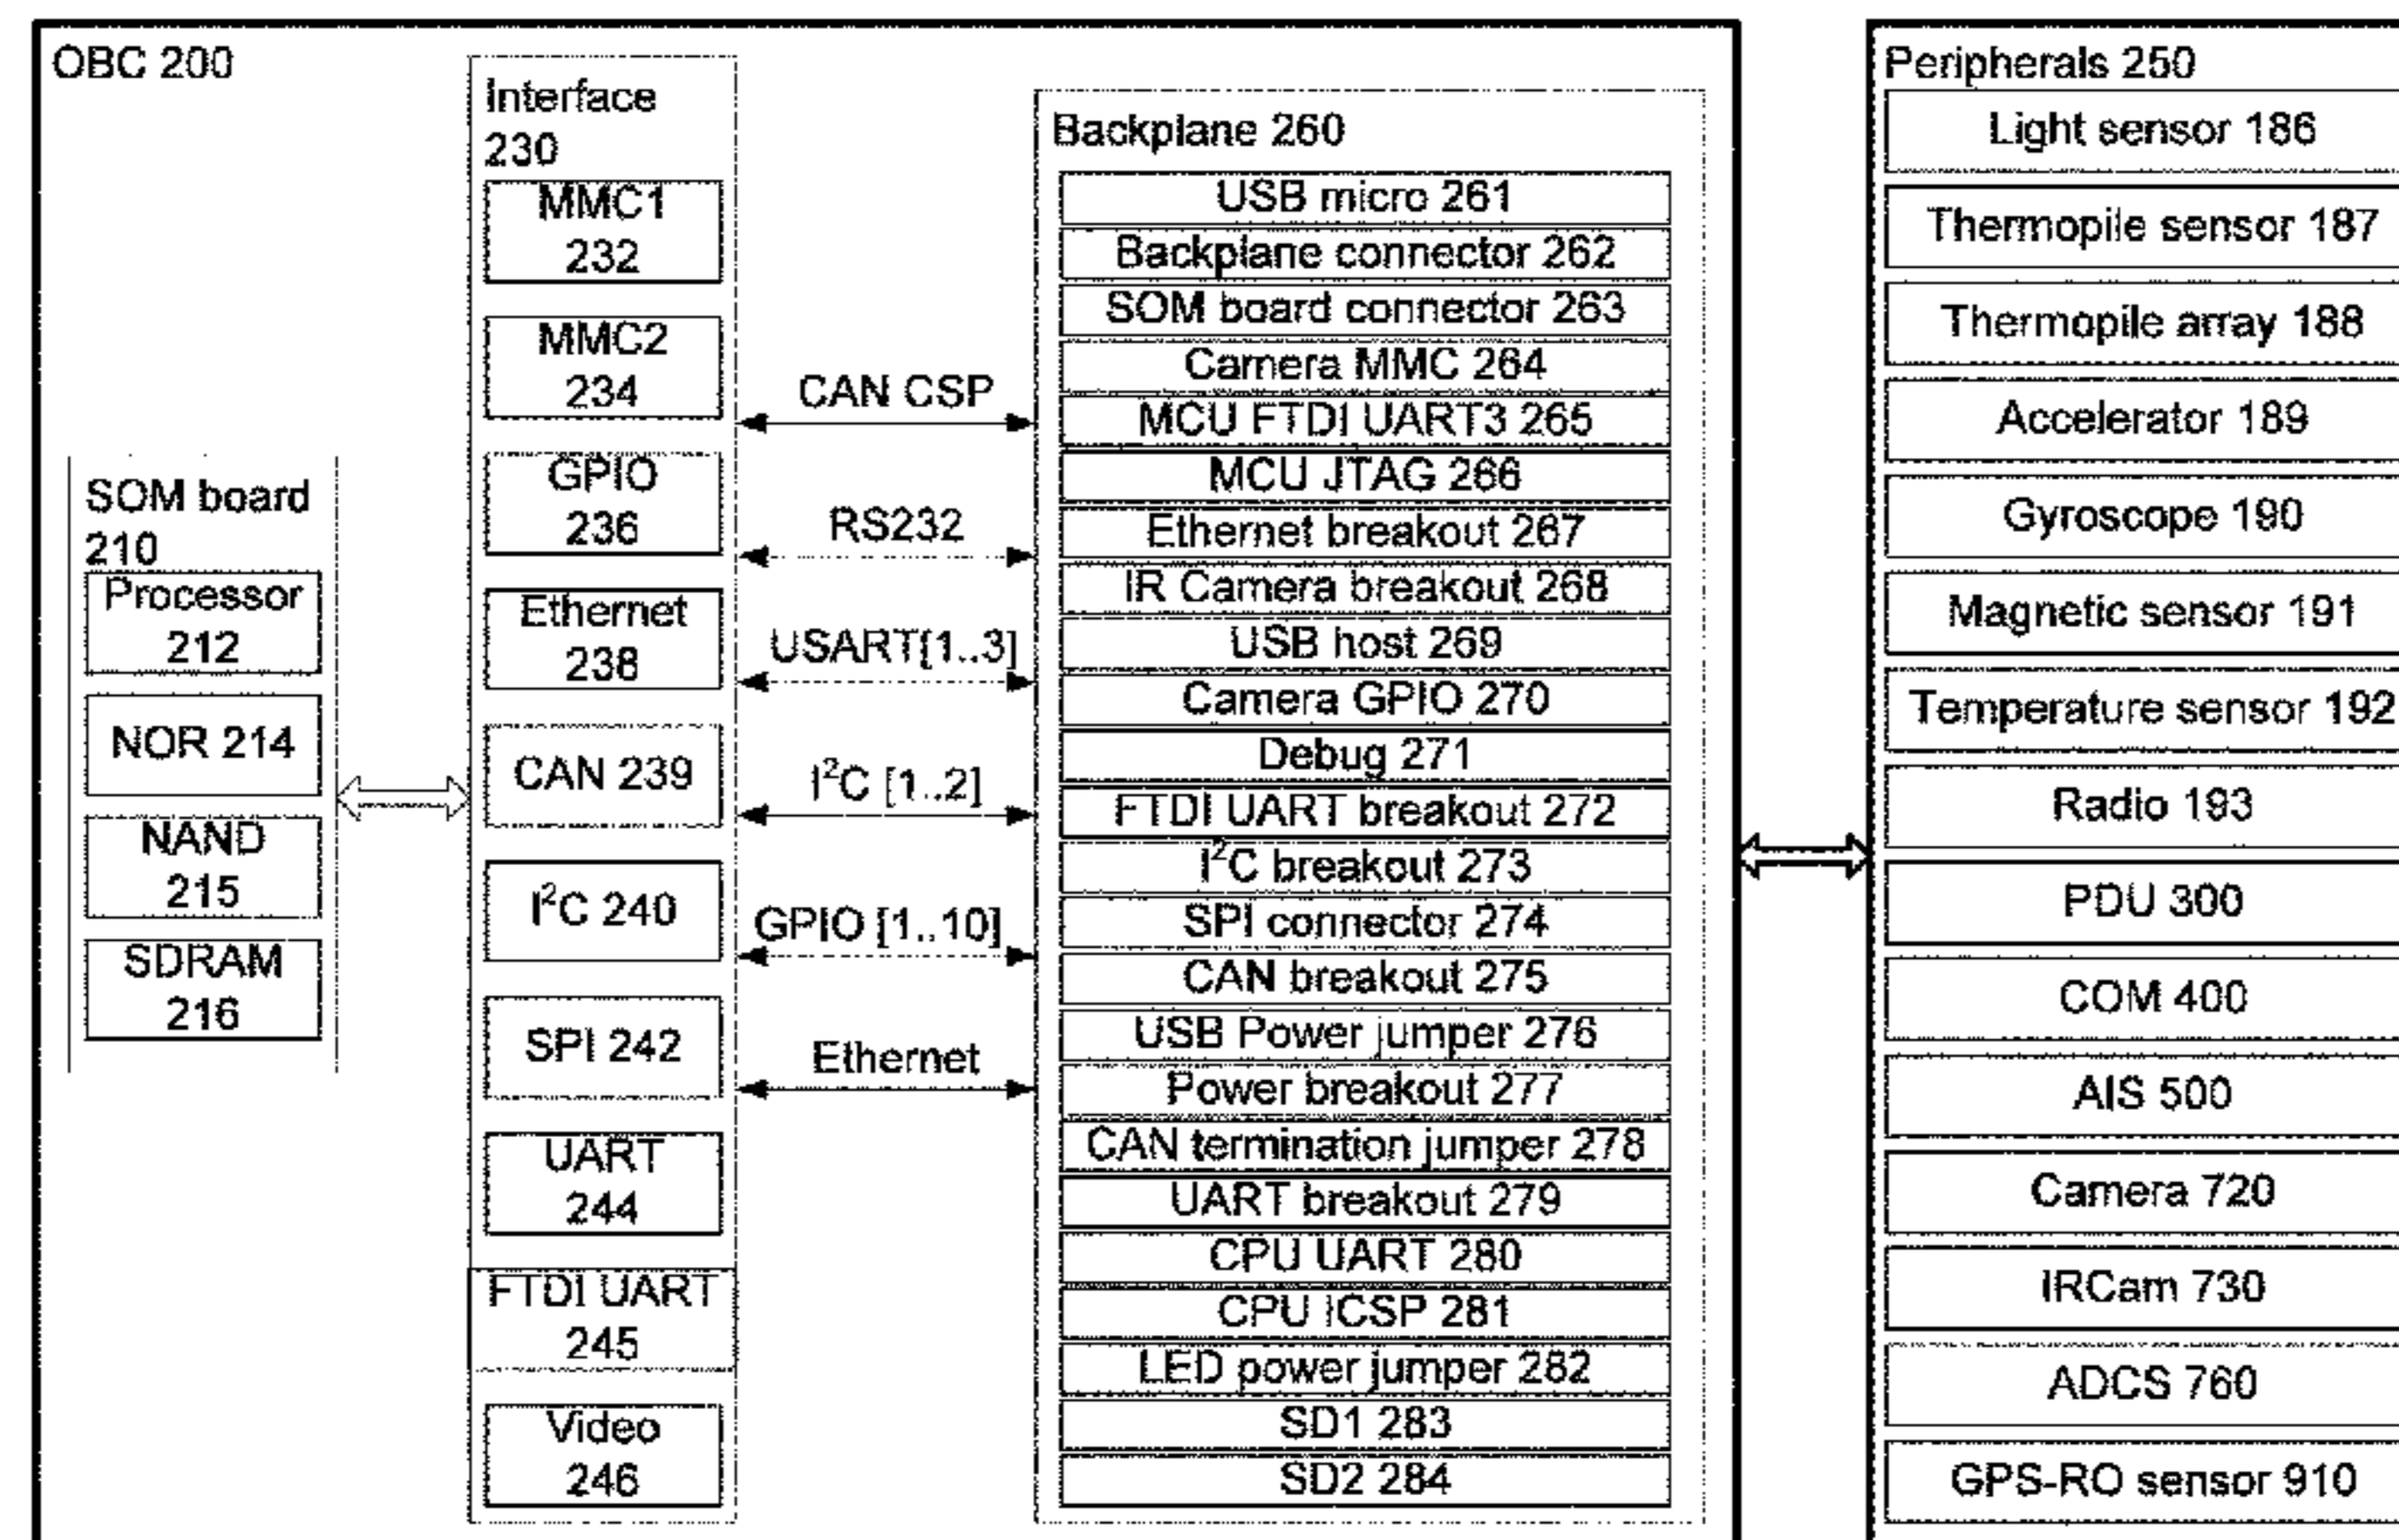 OBC 200
SOM board
210
Processor
212
NOR 214
NAND
215
SDRAM
216
Interface
230
MMC1
232
MMC2
234
GPIO
236
Ethernet
238
CAN 239
I²C 240
SPI 242
UART
244
FTDI UART
245
Video
246
CAN CSP
RS232
USART[1..3]
I²C [1..2]
GPIO [1..10]
Ethernet
Backplane 260
USB micro 261
Backplane connector 262
SOM board connector 263
Camera MMC 264
MCU FTDI UART3 265
MCU JTAG 266
Ethernet breakout 267
IR Camera breakout 268
USB host 269
Camera GPIO 270
Debug 271
FTDI UART breakout 272
I²C breakout 273
SPI connector 274
CAN breakout 275
USB Power jumper 276
Power breakout 277
CAN termination jumper 278
UART breakout 279
CPU UART 280
CPU ICSP 281
LED power jumper 282
SD1 283
SD2 284
Peripherals 250
Light sensor 186
Thermopile sensor 187
Thermopile array 188
Accelerator 189
Gyroscope 190
Magnetic sensor 191
Temperature sensor 192
Radio 193
PDU 300
COM 400
AIS 500
Camera 720
IRCam 730
ADCS 760
GPS-RO sensor 910